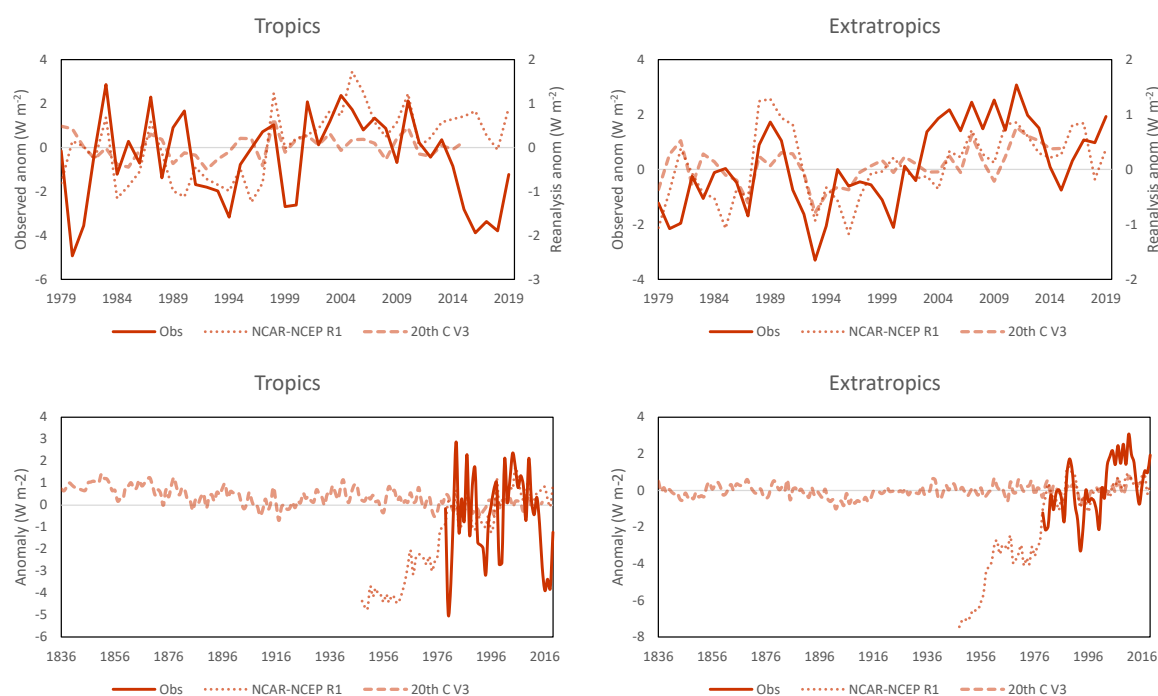 Tropics
Observed anom (W m-2)
Reanalysis anom (W m-2)
4
2
0
-2
-4
-6
2
1
0
-1
-2
-3
1979 1984 1989 1994 1999 2004 2009 2014 2019
Obs NCAR-NCEP R1 20th C V3
Extratropics
Observed anom (W m-2)
Reanalysis anom (W m-2)
4
2
0
-2
-4
2
1
0
-1
-2
1979 1984 1989 1994 1999 2004 2009 2014 2019
Obs NCAR-NCEP R1 20th C V3
Tropics
Anomaly (W m-2)
4
3
2
1
0
-1
-2
-3
-4
-5
-6
1836 1856 1876 1896 1916 1936 1956 1976 1996 2016
Obs NCAR-NCEP R1 20th C V3
Extratropics
Anomaly (W m-2)
4
2
0
-2
-4
-6
-8
1836 1856 1876 1896 1916 1936 1956 1976 1996 2016
Obs NCAR-NCEP R1 20th C V3